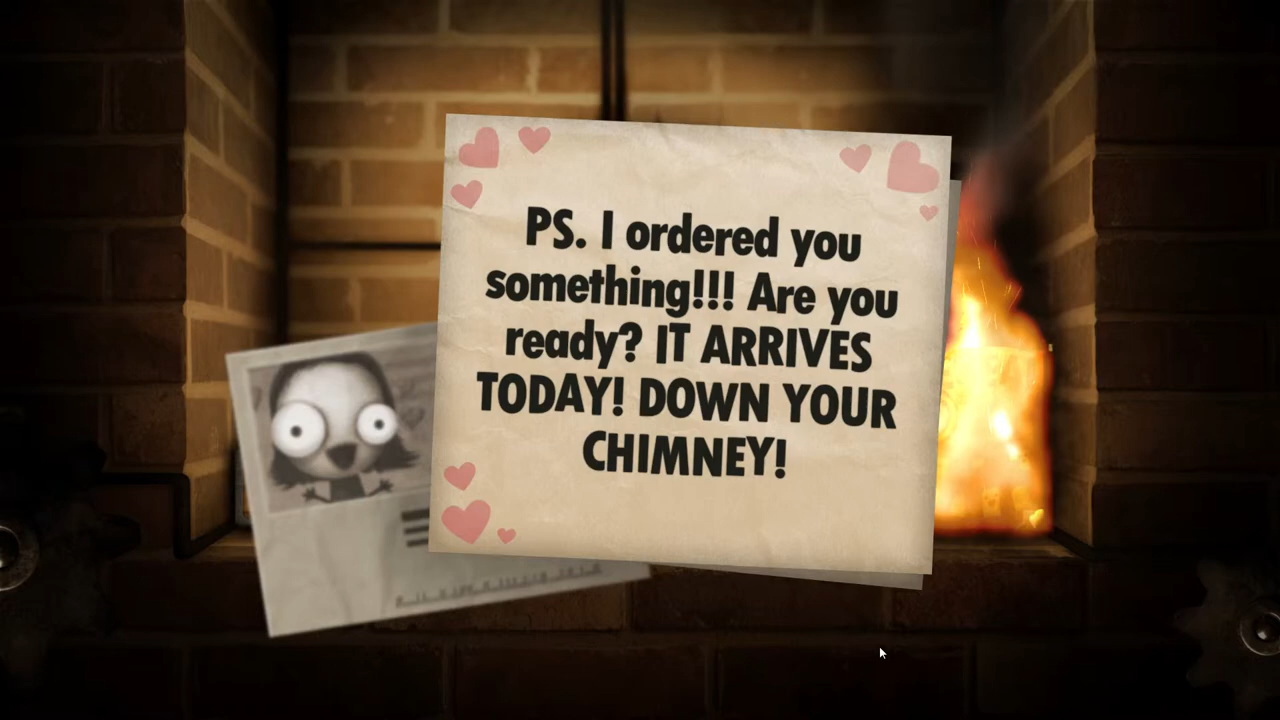 PS. I ordered you
something!!! Are you
ready? IT ARRIVES
TODAY! DOWN YOUR
CHIMNEY!